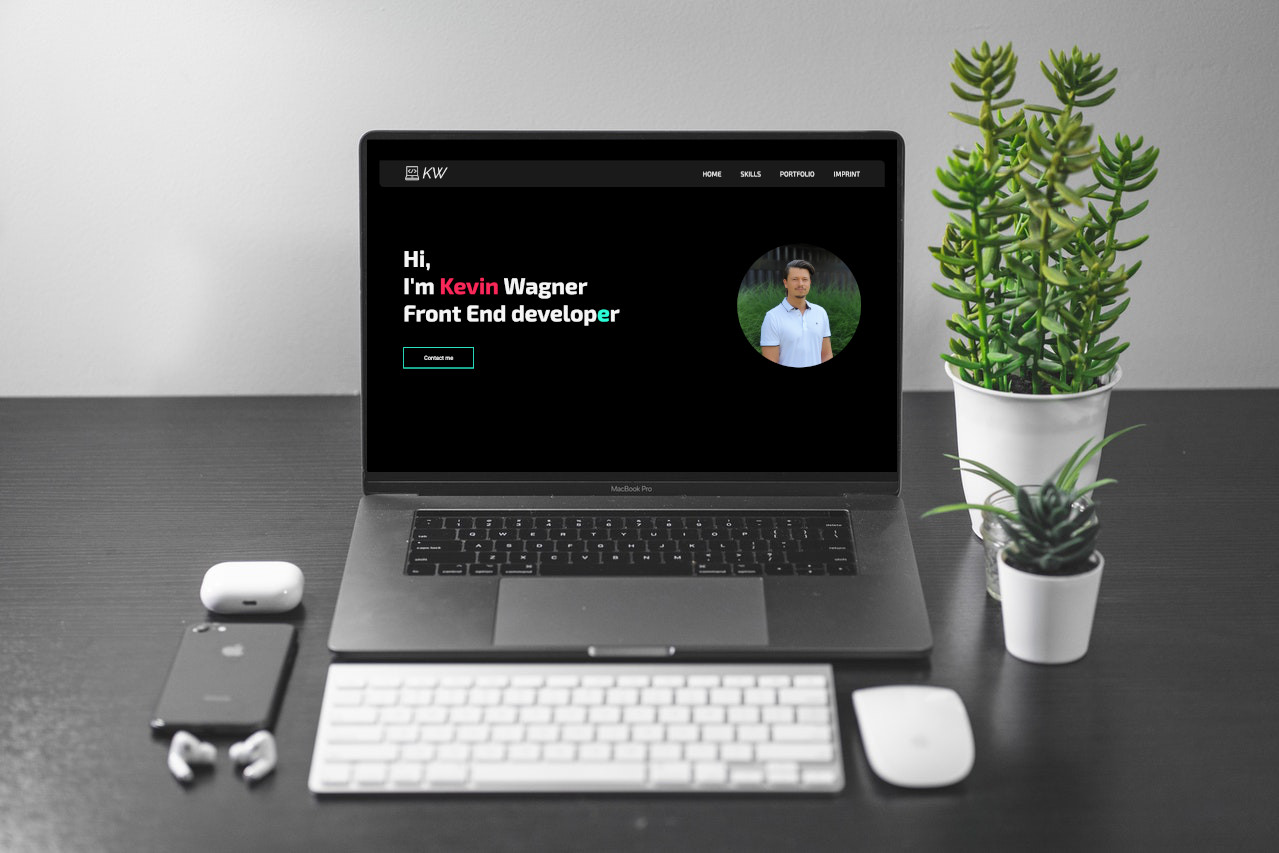 KW
HOME SKILLS PORTFOLIO IMPRINT
Hi,
I'm Kevin Wagner
Front End developer
Contact me
MacBook Pro
Q W E R T Y U I O P
A S D F G H J K L
Z X C V B N M